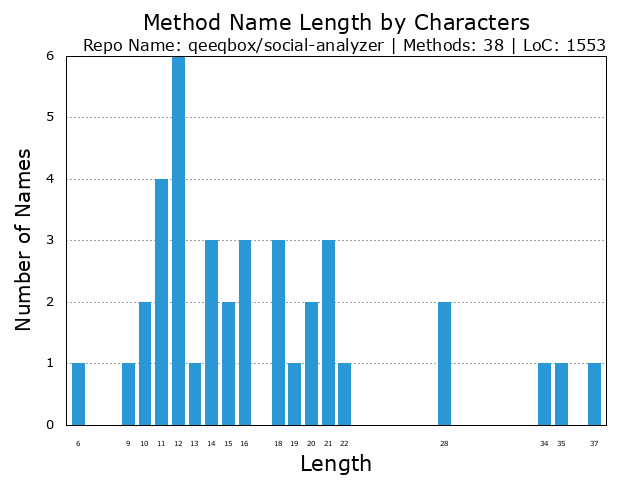 Method Name Length by Characters
Repo Name: qeeqbox/social-analyzer | Methods: 38 | LoC: 1553
6
5
4
3
2
1
0
Number of Names
6 9 10 11 12 13 14 15 16 18 19 20 21 22 28 34 35 37
Length